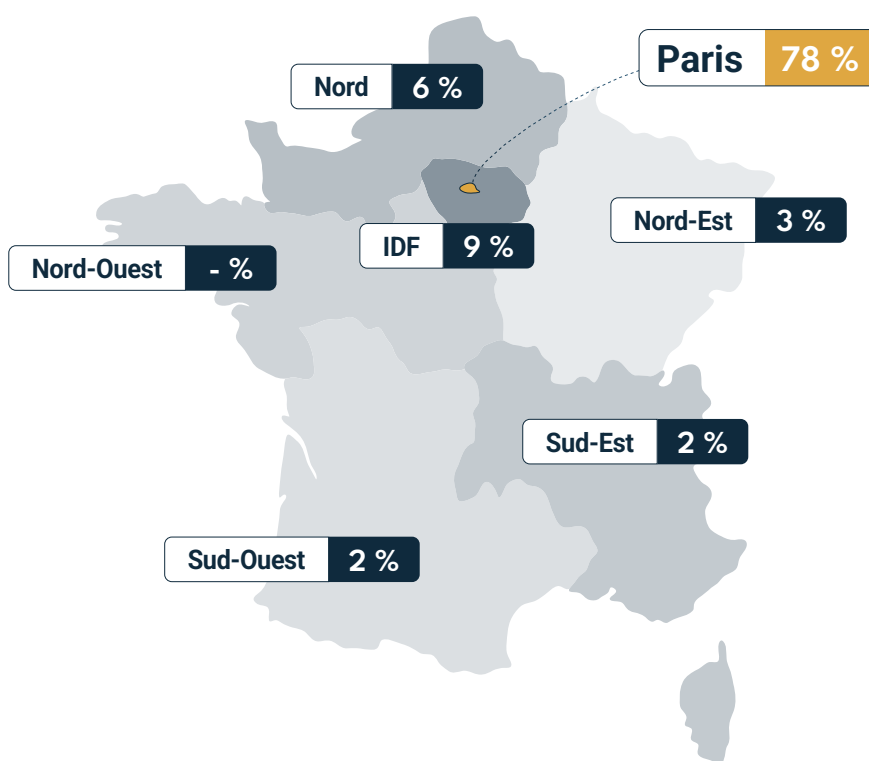 Paris 78 %
Nord 6 %
Nord-Est 3 %
IDF 9 %
Nord-Ouest - %
Sud-Est 2 %
Sud-Ouest 2 %